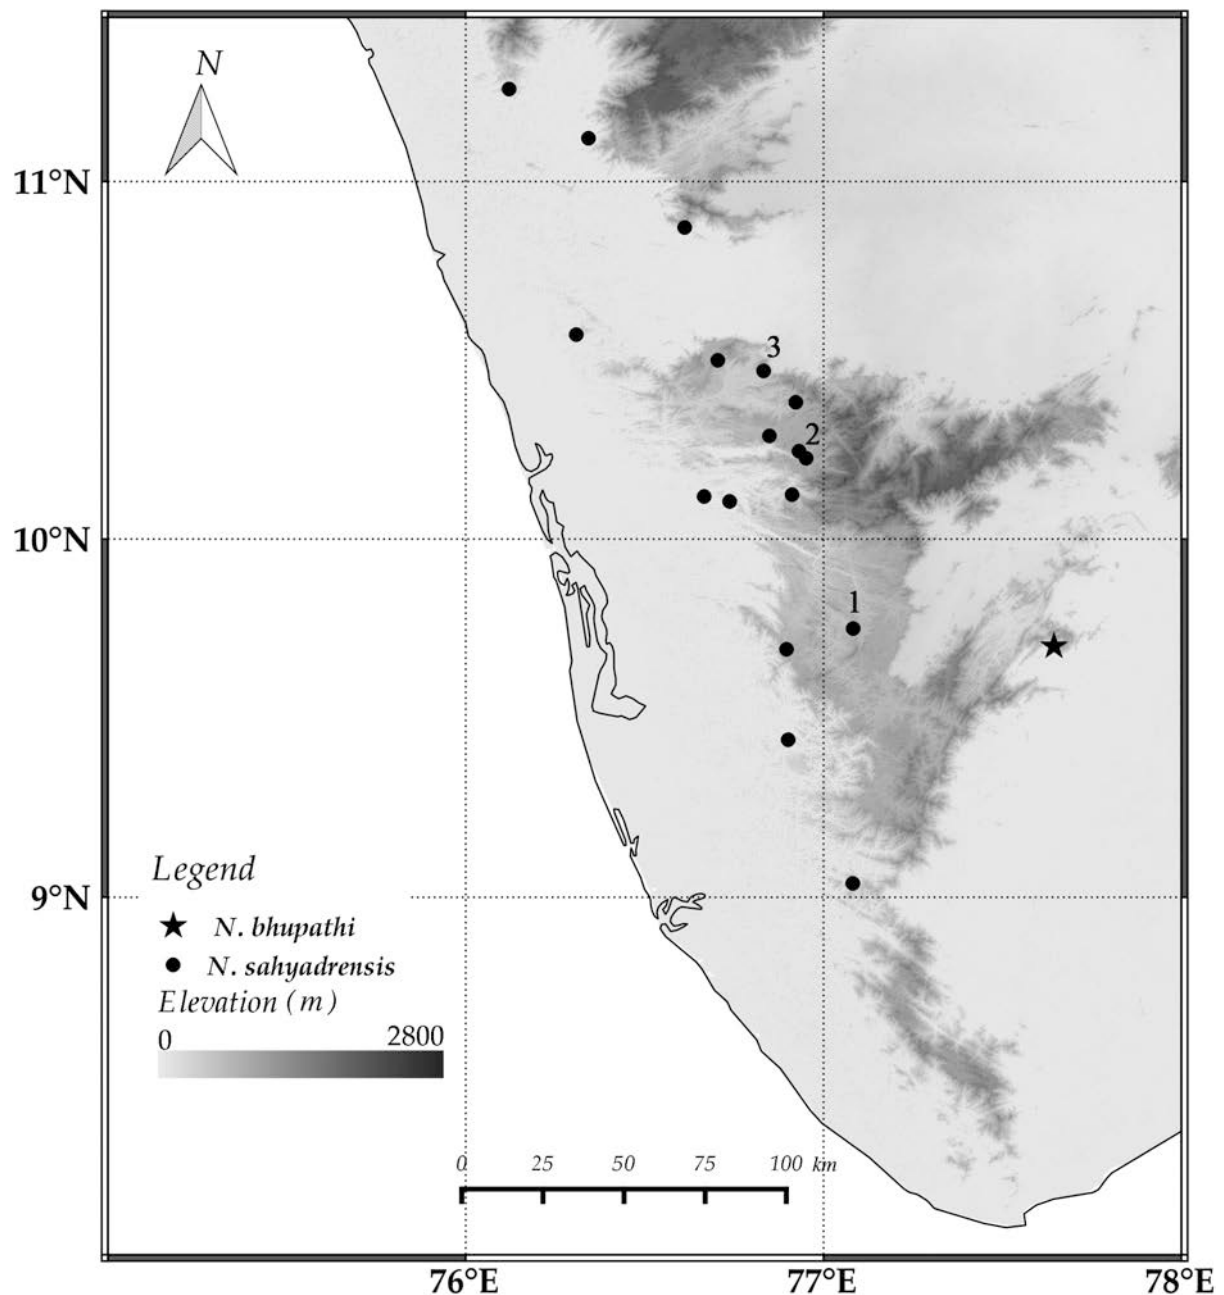 N
11°N
3
2
10°N
1
Legend
9°N
N. bhupathi
N. sahyadrensis
Elevation (m)
0 2800
0 25 50 75 100 km
76°E 77°E 78°E